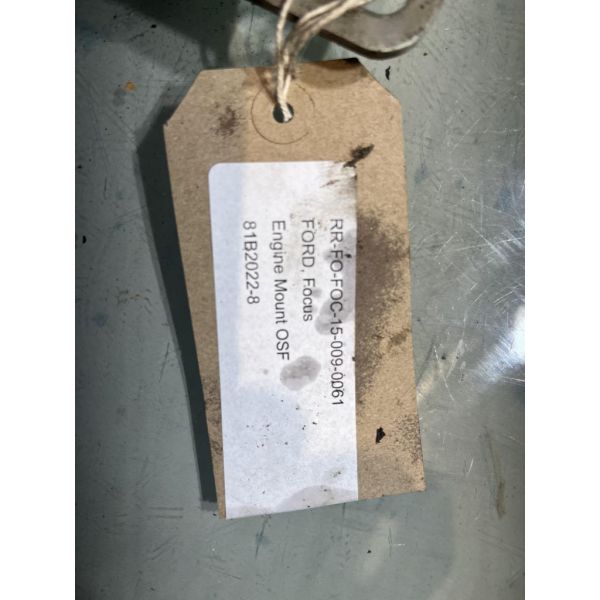 RR-FO-FOC-15-009-0061
FORD, Focus
Engine Mount OSF
81B2022-8